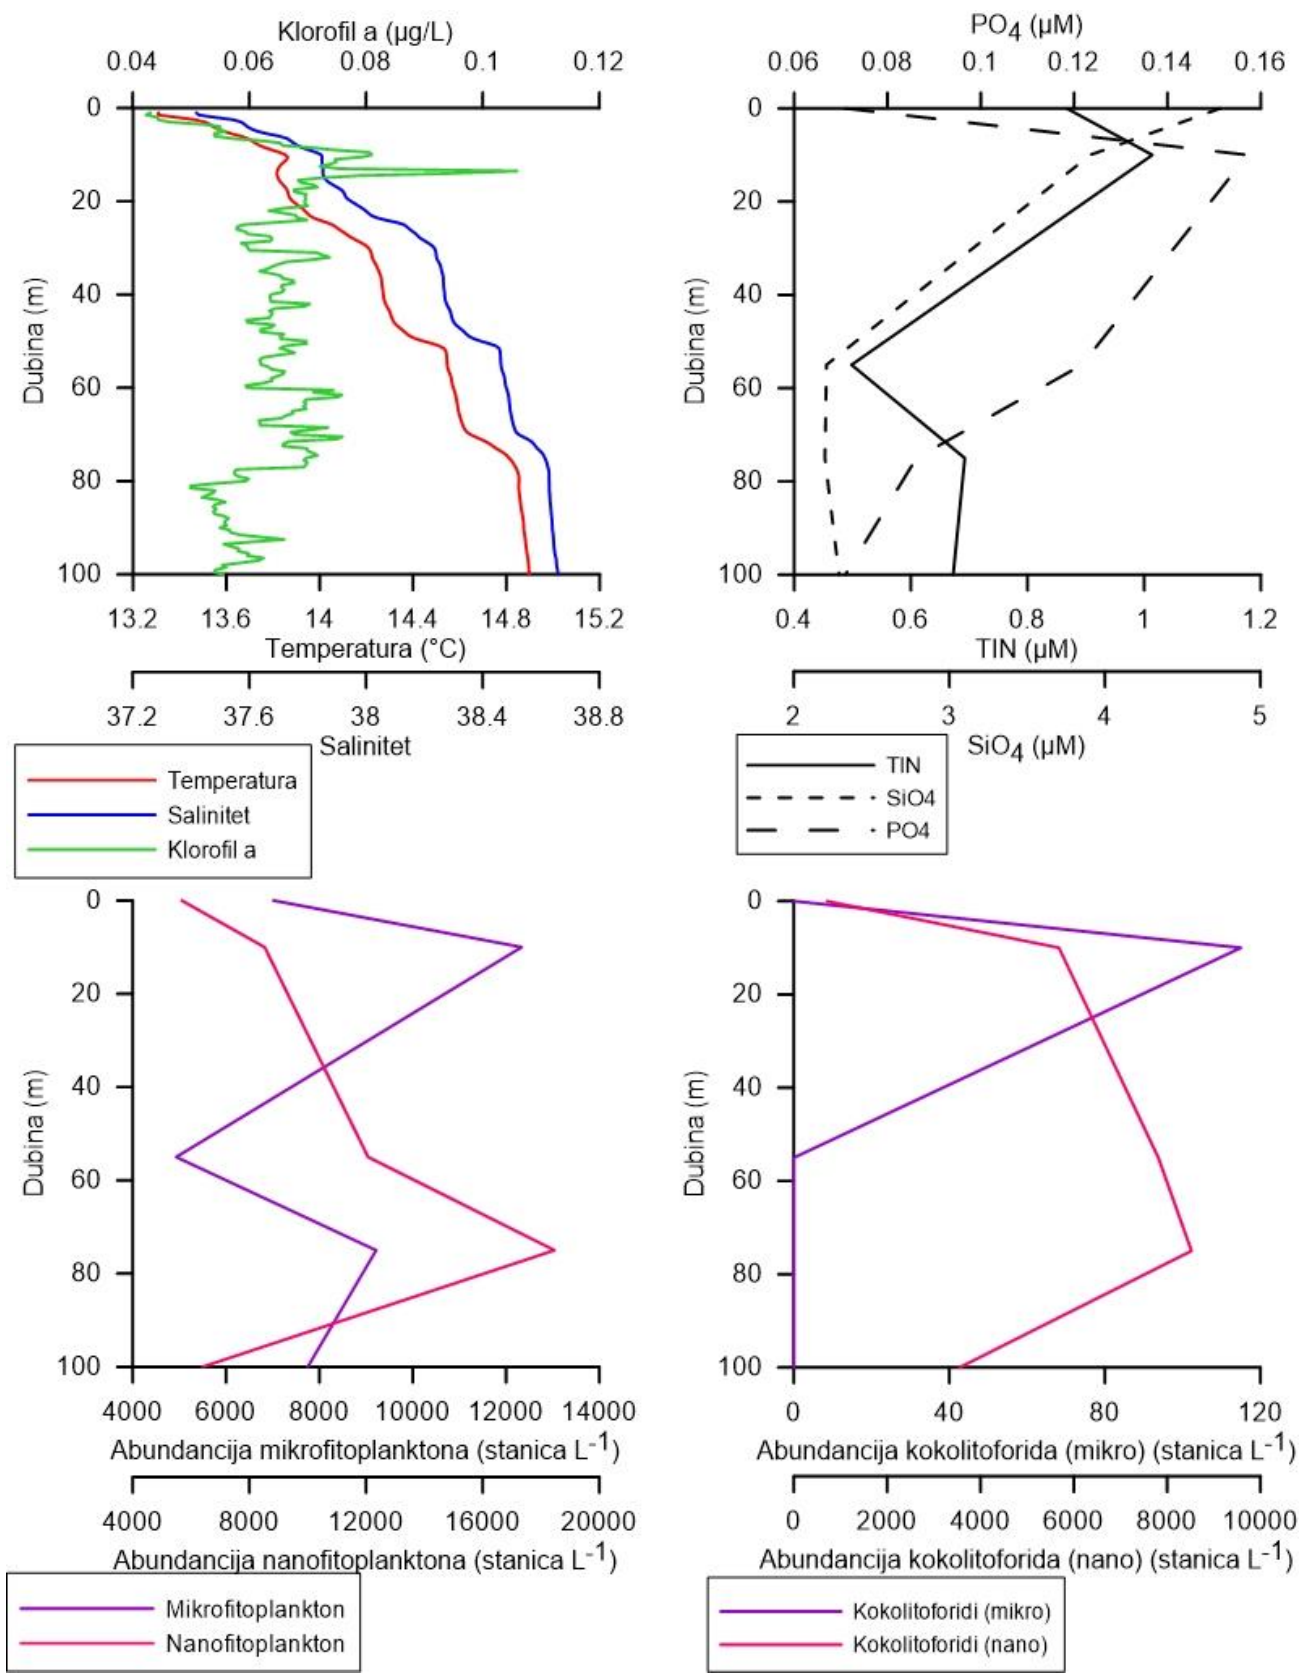 Klorofil a (µg/L)
0.04 0.06 0.08 0.1 0.12
0
20
40
60
80
100
Dubina (m)
13.2 13.6 14 14.4 14.8 15.2
Temperatura (°C)
37.2 37.6 38 38.4 38.8
Salinitet
Temperatura
Salinitet
Klorofil a
PO4 (µM)
0.06 0.08 0.1 0.12 0.14 0.16
0
20
40
60
80
100
Dubina (m)
0.4 0.6 0.8 1 1.2
TIN (µM)
2 3 4 5
SiO4 (µM)
TIN
SiO4
PO4
0
20
40
60
80
100
Dubina (m)
4000 6000 8000 10000 12000 14000
Abundancija mikrofitoplanktona (stanica L-1)
4000 8000 12000 16000 20000
Abundancija nanofitoplanktona (stanica L-1)
Mikrofitoplankton
Nanofitoplankton
0
20
40
60
80
100
Dubina (m)
0 40 80 120
Abundancija kokolitoforida (mikro) (stanica L-1)
0 2000 4000 6000 8000 10000
Abundancija kokolitoforida (nano) (stanica L-1)
Kokolitoforidi (mikro)
Kokolitoforidi (nano)